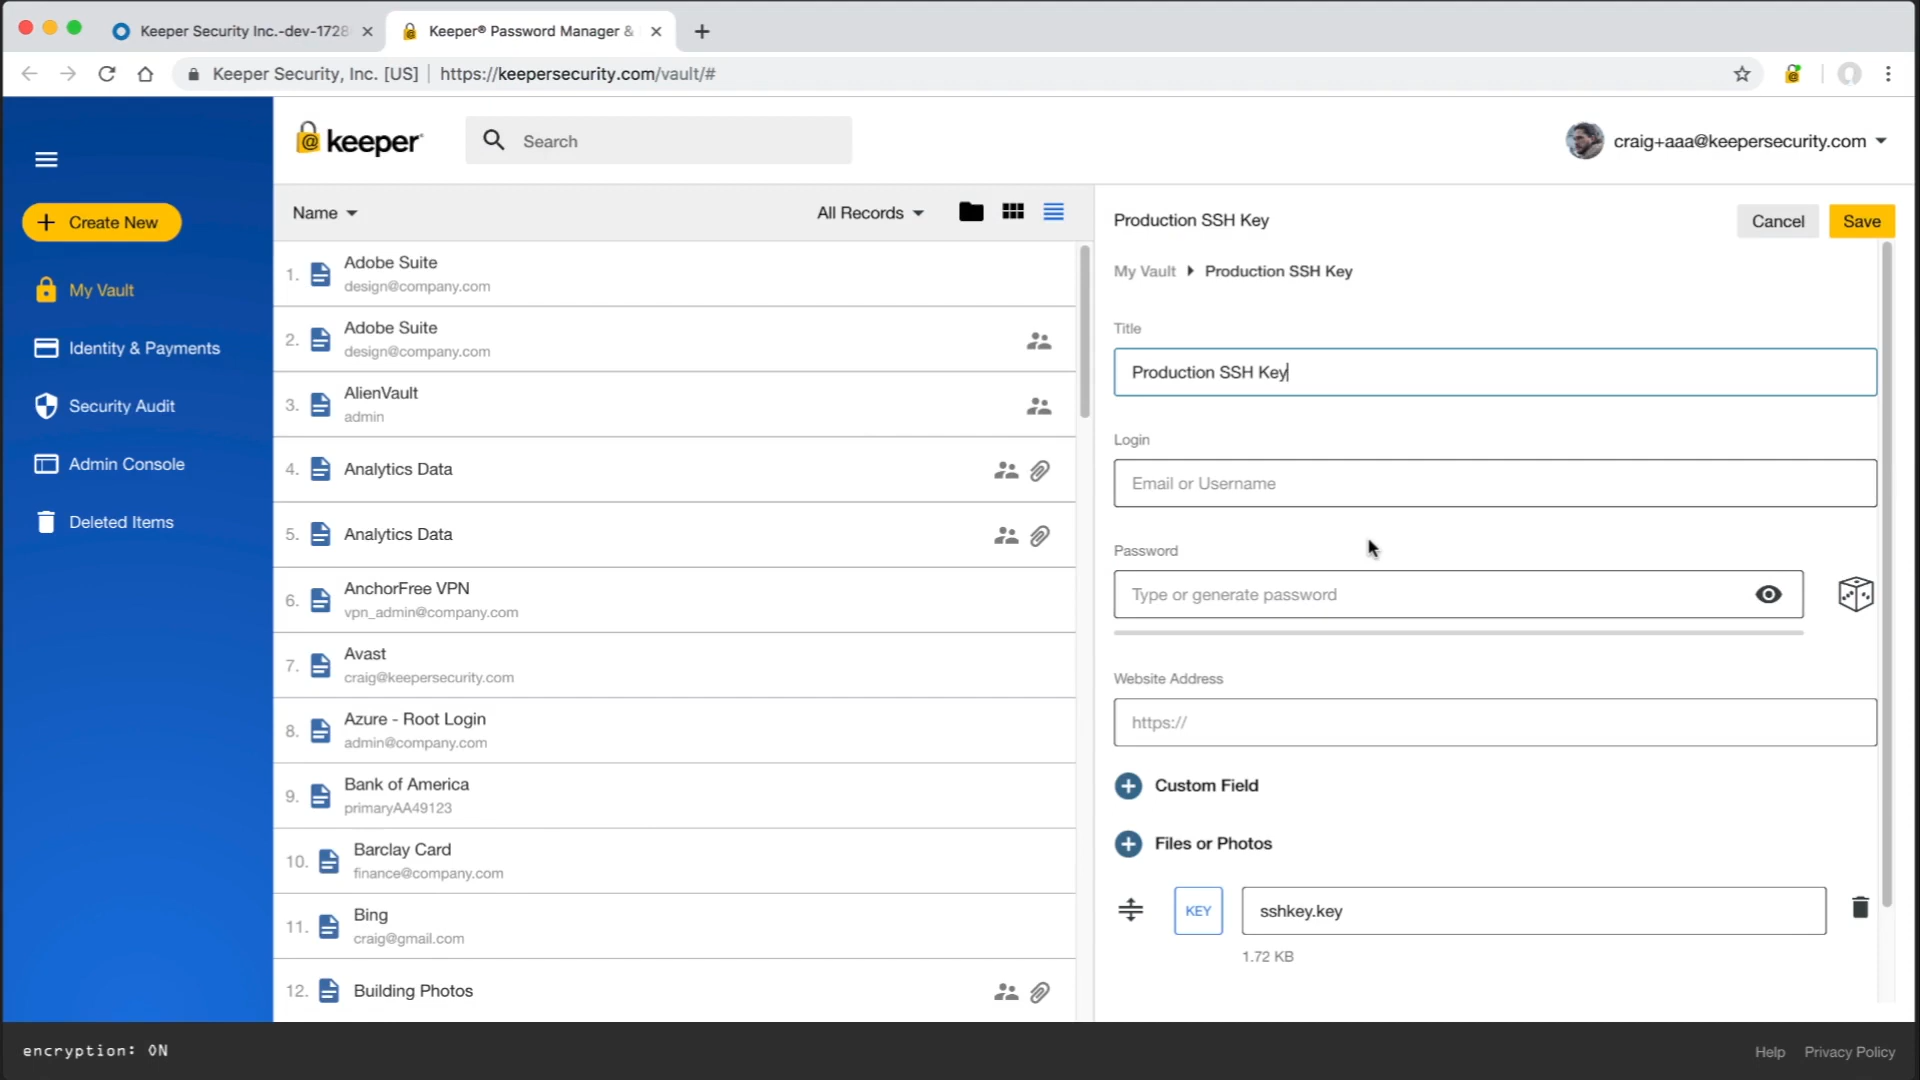 Keeper Security Inc.-dev-1728
Keeper® Password Manager &
Keeper Security, Inc. [US]
https://keepersecurity.com/vault/#
Create New
My Vault
Identity & Payments
Security Audit
Admin Console
Deleted Items
keeper
Search
craig+aaa@keepersecurity.com
Name
All Records
1.
Adobe Suite
design@company.com
2.
Adobe Suite
design@company.com
3.
AlienVault
admin
4.
Analytics Data
5.
Analytics Data
6.
AnchorFree VPN
vpn_admin@company.com
7.
Avast
craig@keepersecurity.com
8.
Azure - Root Login
admin@company.com
9.
Bank of America
primaryAA49123
10.
Barclay Card
finance@company.com
11.
Bing
craig@gmail.com
12.
Building Photos
Production SSH Key
Cancel
Save
My Vault
Production SSH Key
Title
Production SSH Key
Login
Email or Username
Password
Type or generate password
Website Address
https://
Custom Field
Files or Photos
KEY
sshkey.key
1.72 KB
encryption: ON
Help
Privacy Policy